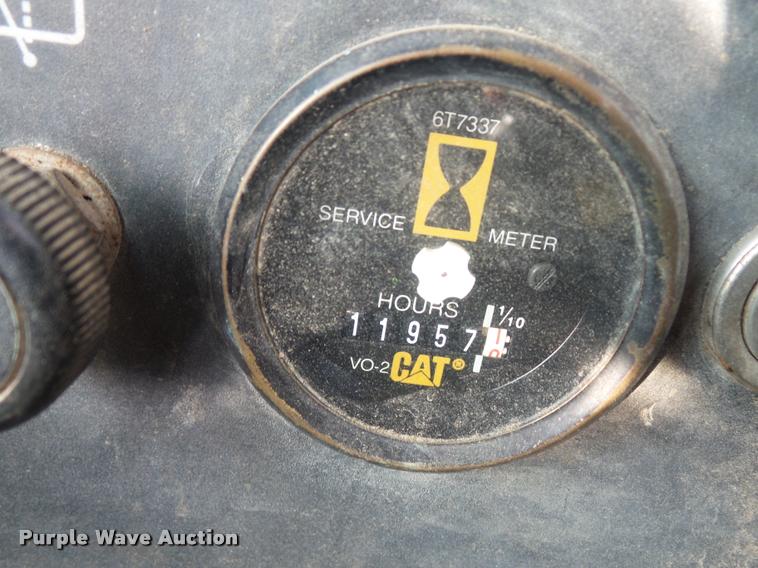 6T7337
SERVICE METER
HOURS 1/10
11957
VO-2 CAT®
Purple Wave Auction